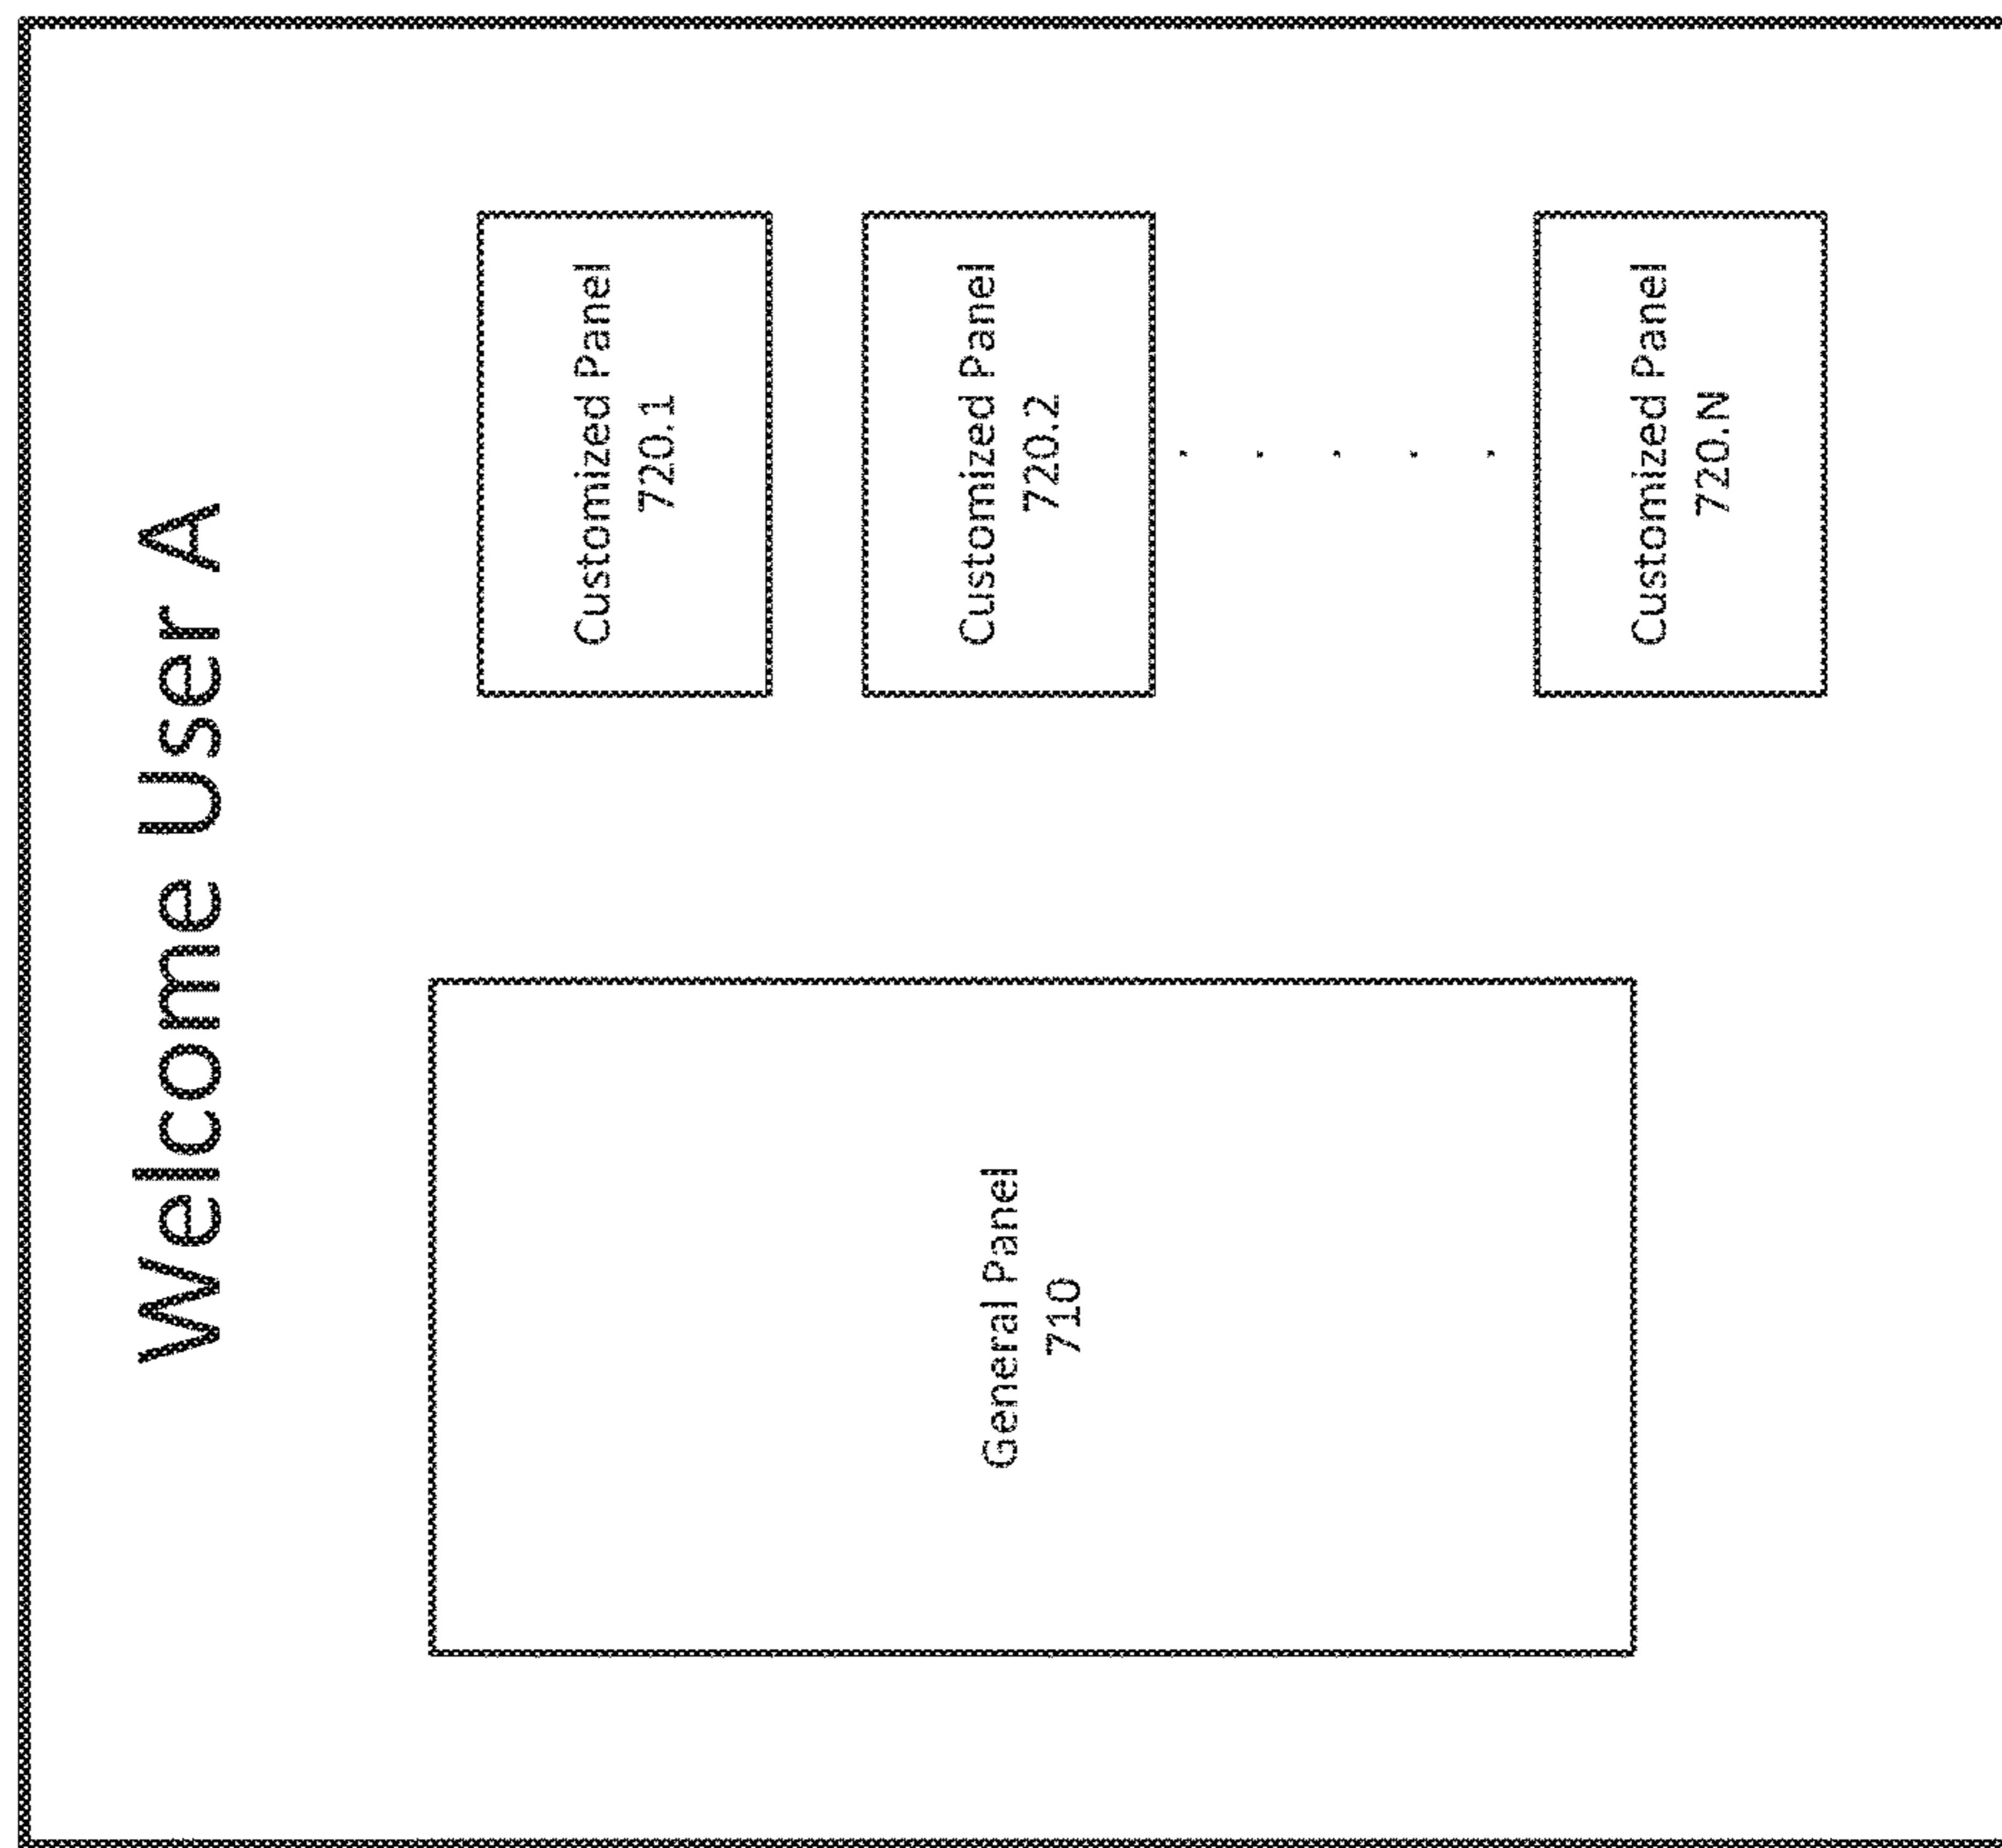 Welcome User A
General Panel
710
Customized Panel
720.1
Customized Panel
720.2
Customized Panel
720.N